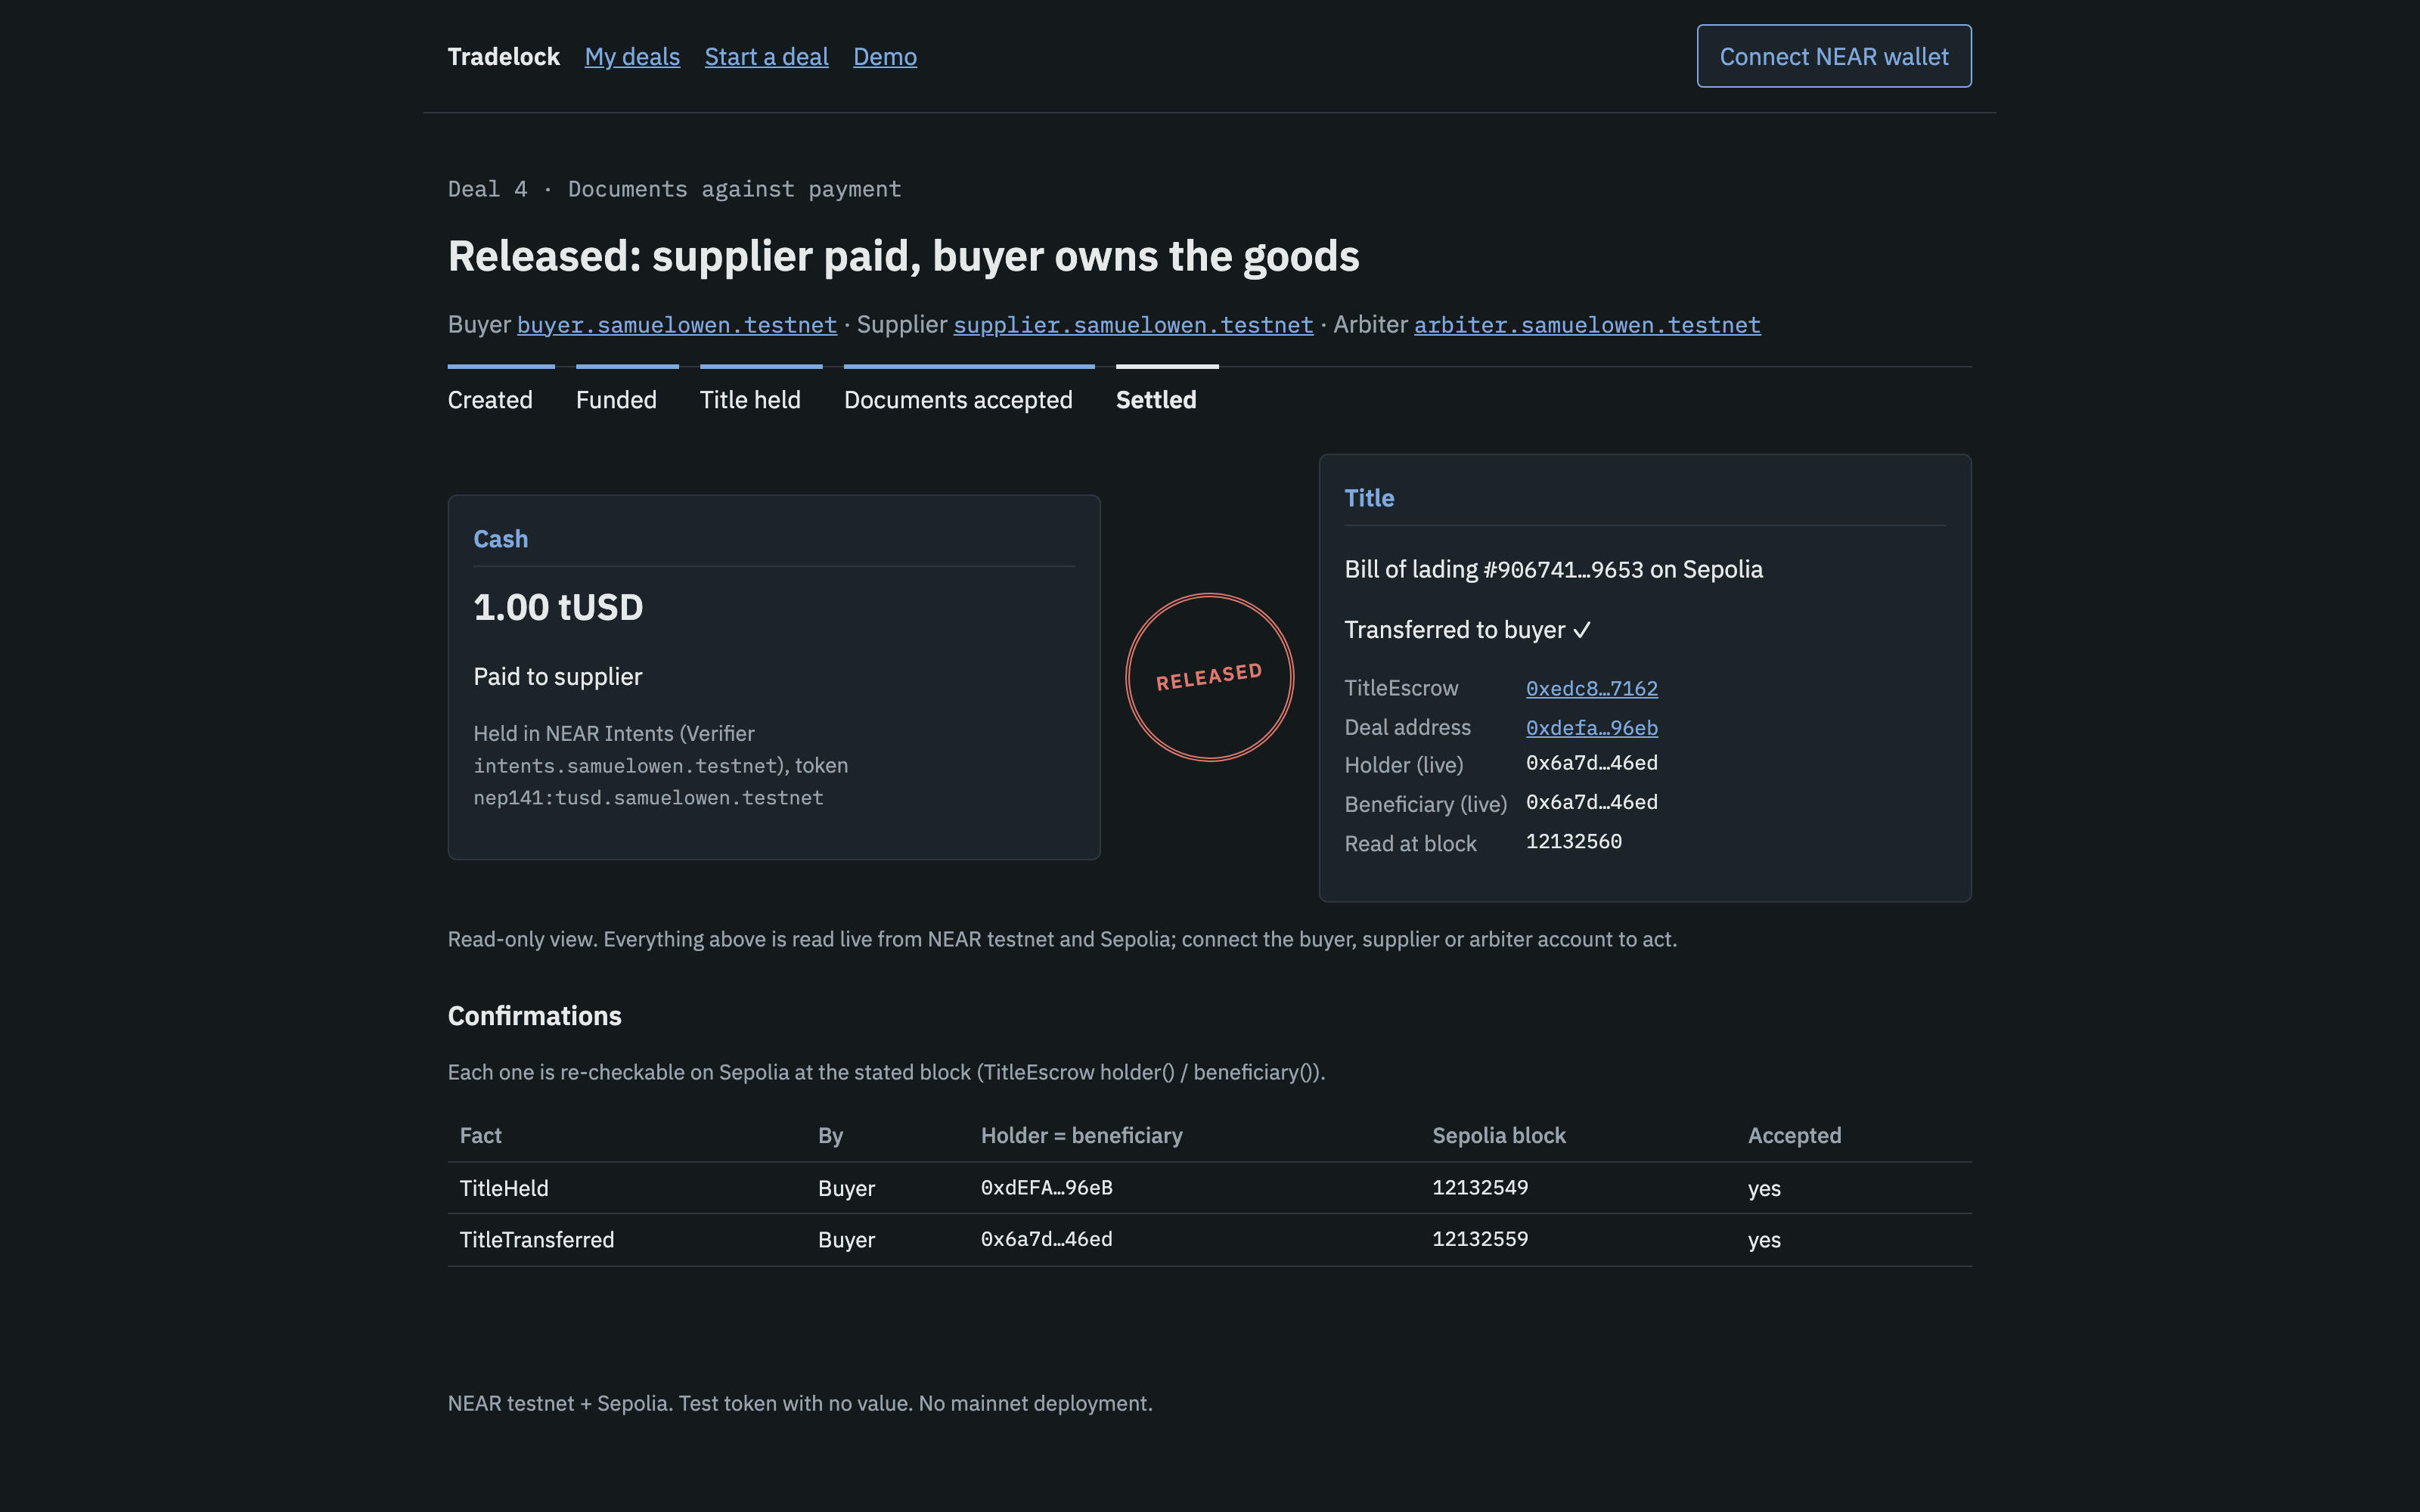 Tradelock My deals Start a deal Demo Connect NEAR wallet
Deal 4 · Documents against payment
Released: supplier paid, buyer owns the goods
Buyer buyer.samuelowen.testnet · Supplier supplier.samuelowen.testnet · Arbiter arbiter.samuelowen.testnet
Created Funded Title held Documents accepted Settled
Cash
1.00 tUSD
Paid to supplier
Held in NEAR Intents (Verifier
intents.samuelowen.testnet), token
nep141:tusd.samuelowen.testnet
RELEASED
Title
Bill of lading #906741…9653 on Sepolia
Transferred to buyer ✓
TitleEscrow 0xedc8…7162
Deal address 0xdefa…96eb
Holder (live) 0x6a7d…46ed
Beneficiary (live) 0x6a7d…46ed
Read at block 12132560
Read-only view. Everything above is read live from NEAR testnet and Sepolia; connect the buyer, supplier or arbiter account to act.
Confirmations
Each one is re-checkable on Sepolia at the stated block (TitleEscrow holder() / beneficiary()).
Fact By Holder = beneficiary Sepolia block Accepted
TitleHeld Buyer 0xdEFA…96eB 12132549 yes
TitleTransferred Buyer 0x6a7d…46ed 12132559 yes
NEAR testnet + Sepolia. Test token with no value. No mainnet deployment.